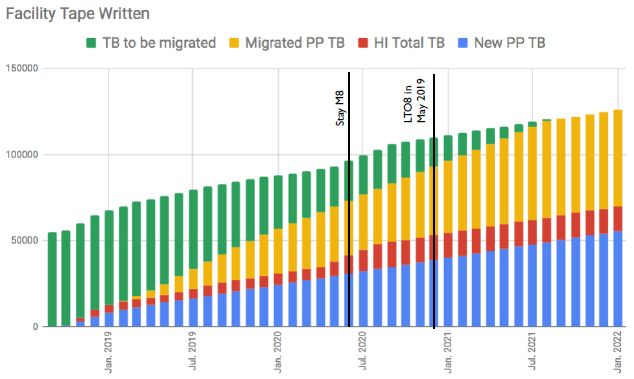 Facility Tape Written
TB to be migrated Migrated PP TB HI Total TB New PP TB
150000
100000
50000
0
Stay M8
LTO8 in
May 2019
Jan. 2019
Jul. 2019
Jan. 2020
Jul. 2020
Jan. 2021
Jul. 2021
Jan. 2022